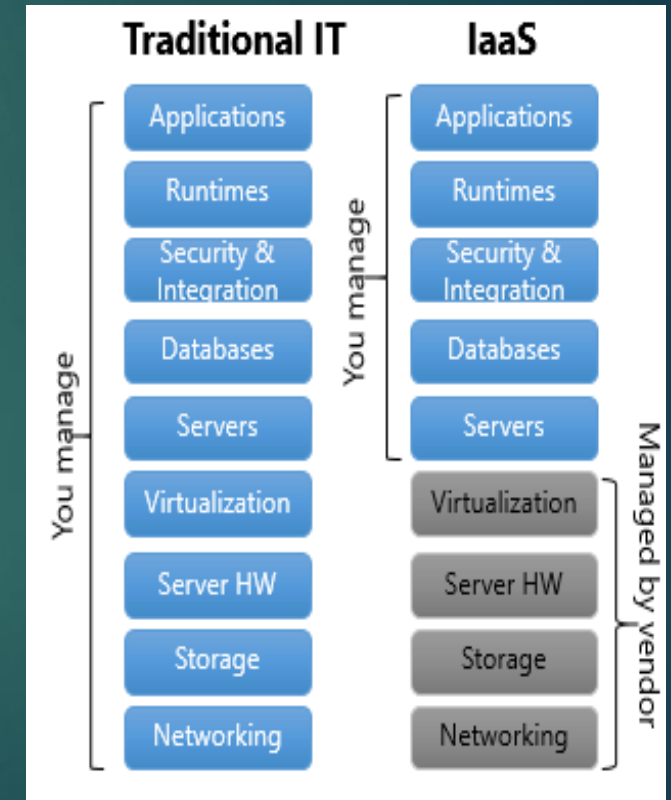 Traditional IT
Applications
Runtimes
Security &
Integration
Databases
Servers
Virtualization
Server HW
Storage
Networking
You manage
IaaS
Applications
Runtimes
Security &
Integration
Databases
Servers
Virtualization
Server HW
Storage
Networking
You manage
Managed by vendor